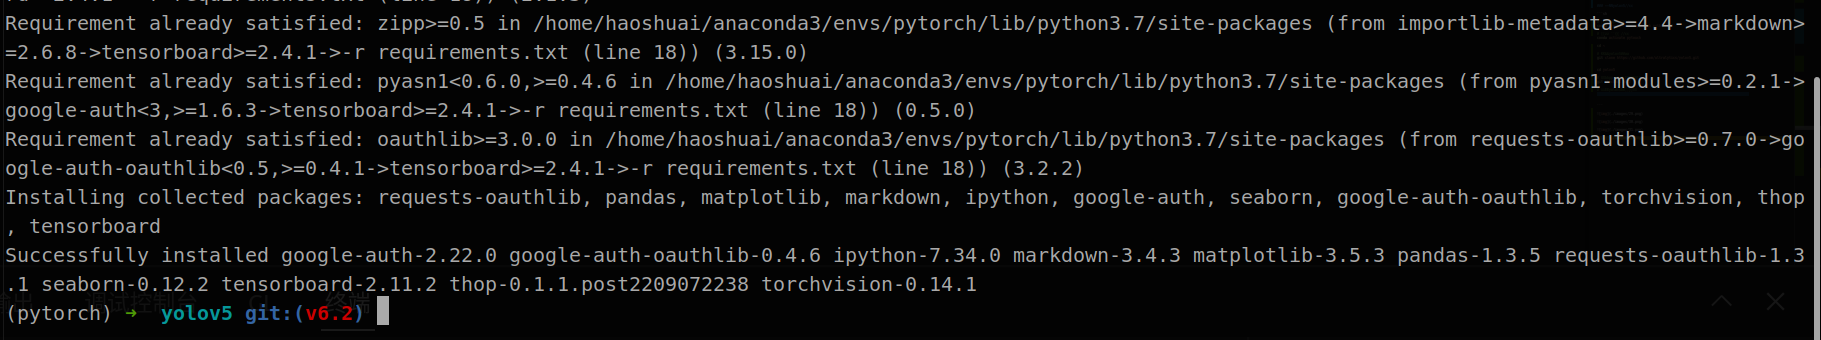 Requirement already satisfied: zipp>=0.5 in /home/haoshuai/anaconda3/envs/pytorch/lib/python3.7/site-packages (from importlib-metadata>=4.4->markdown>
=2.6.8->tensorboard>=2.4.1->-r requirements.txt (line 18)) (3.15.0)
Requirement already satisfied: pyasn1<0.6.0,>=0.4.6 in /home/haoshuai/anaconda3/envs/pytorch/lib/python3.7/site-packages (from pyasn1-modules>=0.2.1->
google-auth<3,>=1.6.3->tensorboard>=2.4.1->-r requirements.txt (line 18)) (0.5.0)
Requirement already satisfied: oauthlib>=3.0.0 in /home/haoshuai/anaconda3/envs/pytorch/lib/python3.7/site-packages (from requests-oauthlib>=0.7.0->go
ogle-auth-oauthlib<0.5,>=0.4.1->tensorboard>=2.4.1->-r requirements.txt (line 18)) (3.2.2)
Installing collected packages: requests-oauthlib, pandas, matplotlib, markdown, ipython, google-auth, seaborn, google-auth-oauthlib, torchvision, thop
, tensorboard
Successfully installed google-auth-2.22.0 google-auth-oauthlib-0.4.6 ipython-7.34.0 markdown-3.4.3 matplotlib-3.5.3 pandas-1.3.5 requests-oauthlib-1.3
.1 seaborn-0.12.2 tensorboard-2.11.2 thop-0.1.1.post2209072238 torchvision-0.14.1
调试控制台 终端
(pytorch) ➜ yolov5 git:(v6.2)